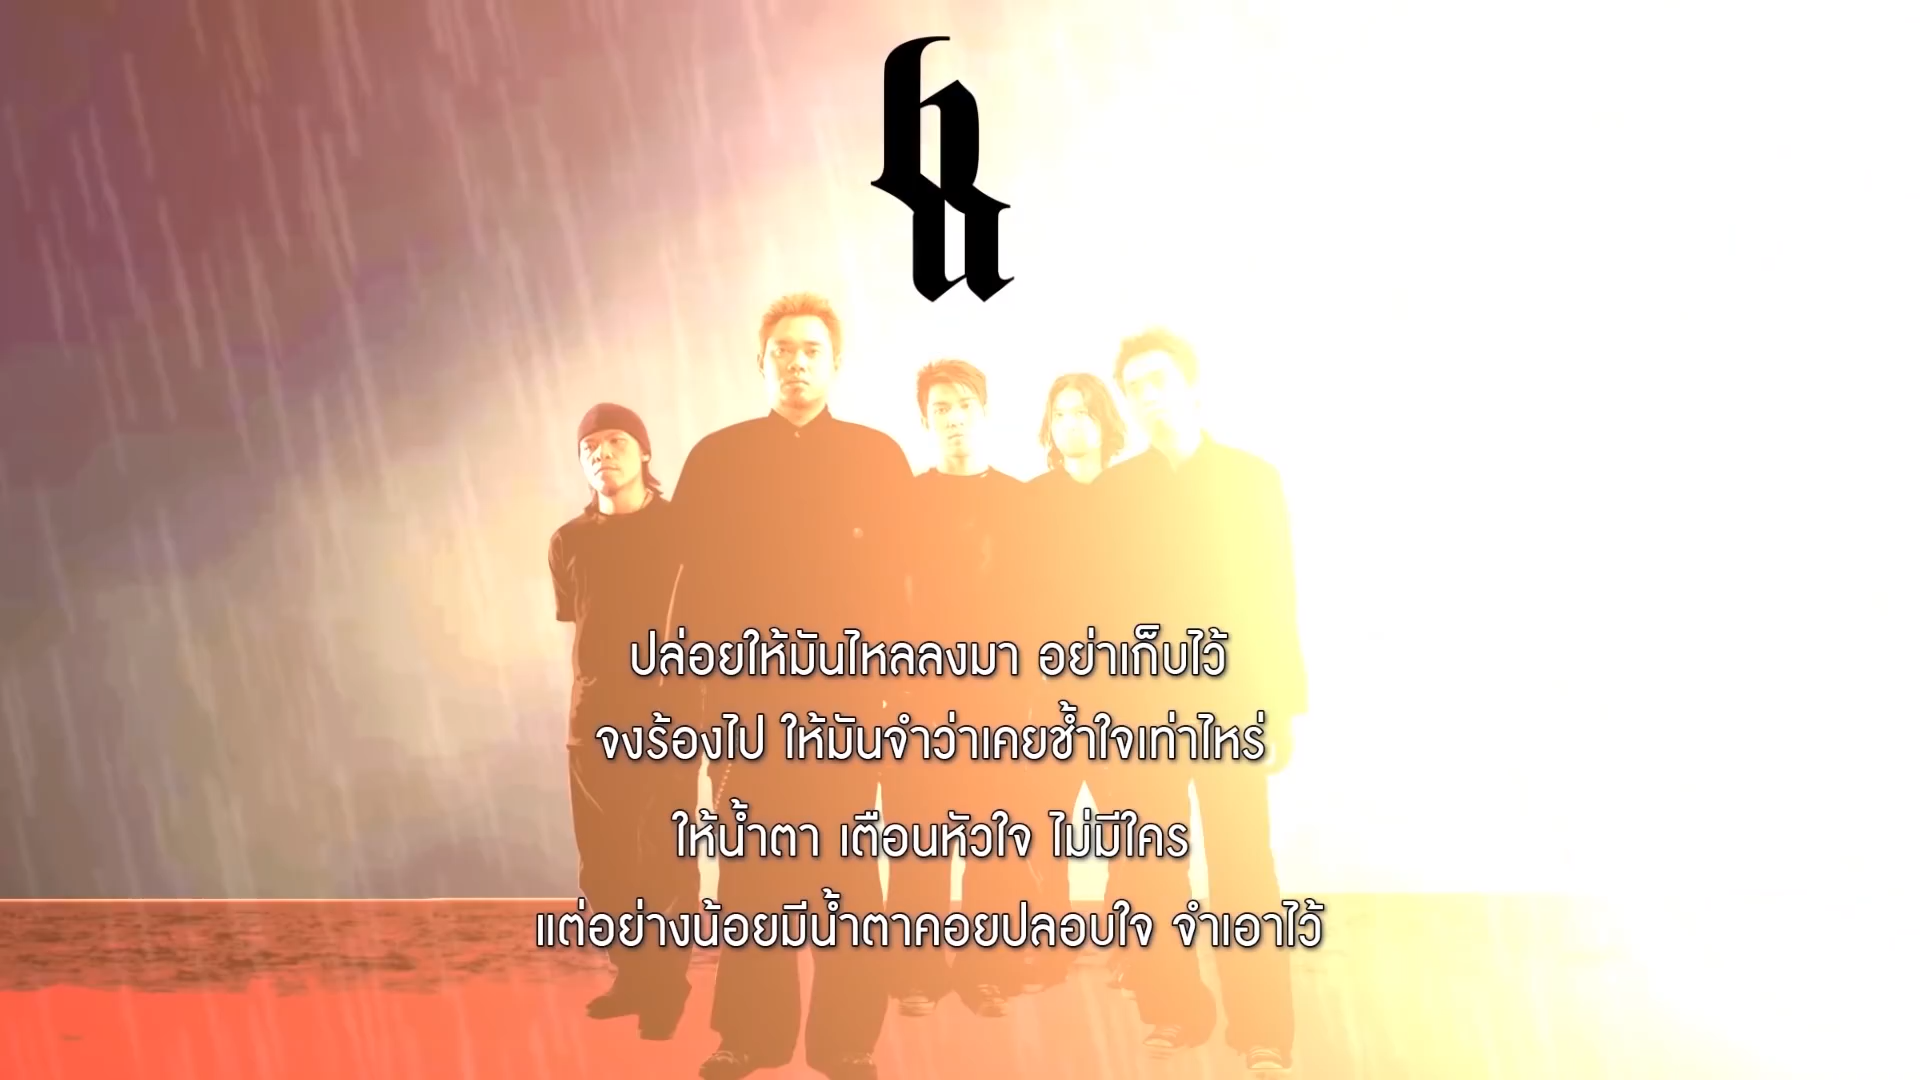 ปล่อยให้มันไหลลงมา อย่าเก็บไว้
จงร้องไป ให้มันจำว่าเคยช้ำใจเท่าไหร่
ให้น้ำตา เตือนหัวใจ ไม่มีใคร
แต่อย่างน้อยมีน้ำตาคอยปลอบใจ จำเอาไว้